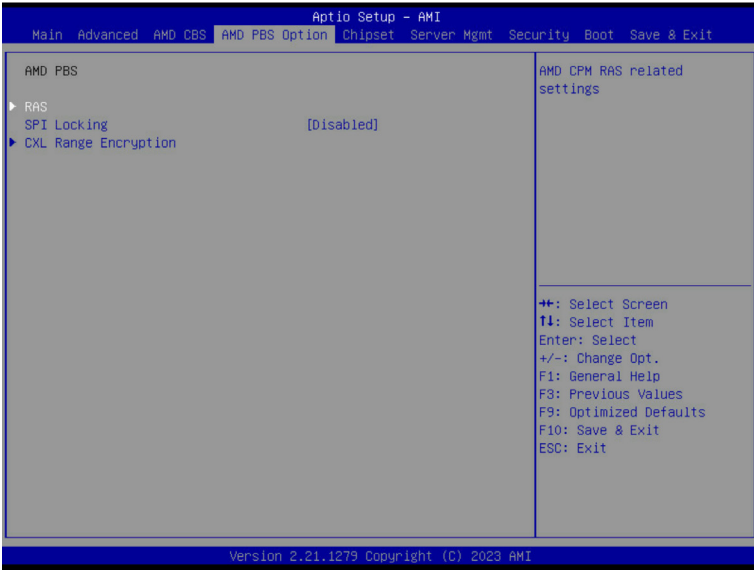 Aptio Setup – AMI
Main Advanced AMD CBS AMD PBS Option Chipset Server Mgmt Security Boot Save & Exit
AMD PBS
RAS
SPI Locking [Disabled]
CXL Range Encryption
AMD CPM RAS related
settings
→←: Select Screen
↑↓: Select Item
Enter: Select
+/-: Change Opt.
F1: General Help
F3: Previous Values
F9: Optimized Defaults
F10: Save & Exit
ESC: Exit
Version 2.21.1279 Copyright (C) 2023 AMI